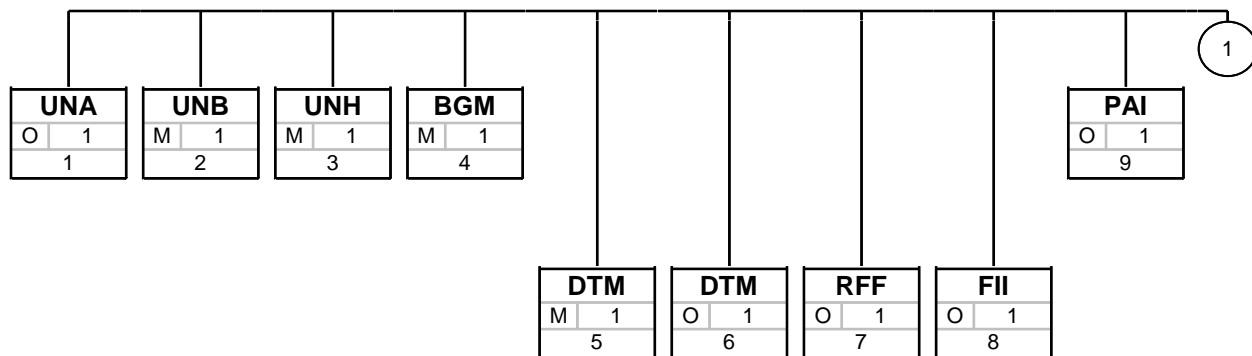 1
UNA UNB UNH BGM PAI
O 1 M 1 M 1 M 1 O 1
1 2 3 4 9
DTM DTM RFF FII
M 1 O 1 O 1 O 1
5 6 7 8